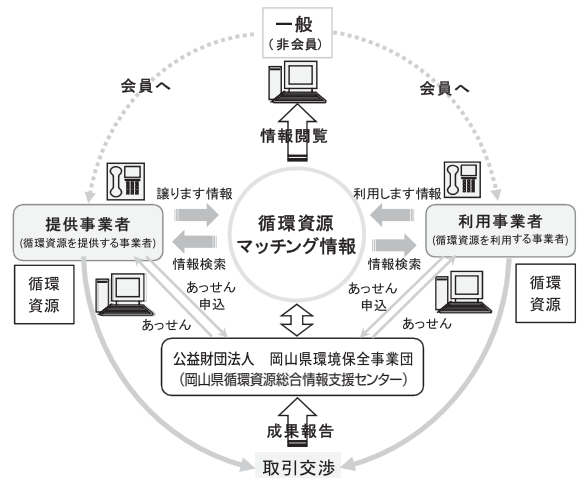 一般
（非会員）
会員へ
会員へ
情報閲覧
譲ります情報
利用します情報
提供事業者
(循環資源を提供する事業者)
循環資源
マッチング情報
利用事業者
(循環資源を利用する事業者)
情報検索
情報検索
循環
資源
循環
資源
あっせん
申込
あっせん
申込
あっせん
あっせん
公益財団法人　岡山県環境保全事業団
（岡山県循環資源総合情報支援センター）
成果報告
取引交渉